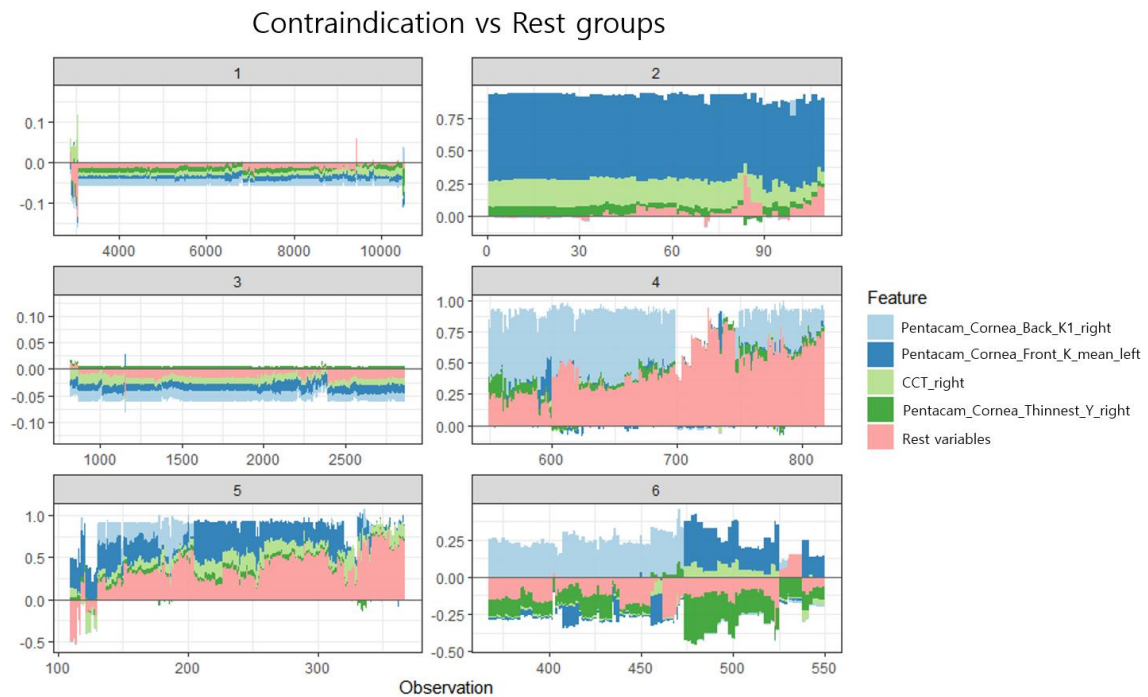 Contraindication vs Rest groups
1
2
0.1
0.0
-0.1
4000 6000 8000 10000
0.75
0.50
0.25
0.00
0 30 60 90
3
4
0.10
0.05
0.00
-0.05
-0.10
1000 1500 2000 2500
1.00
0.75
0.50
0.25
0.00
600 700 800
5
6
1.0
0.5
0.0
-0.5
100 200 300
0.25
0.00
-0.25
-0.50
400 450 500 550
Observation
Feature
Pentacam_Cornea_Back_K1_right
Pentacam_Cornea_Front_K_mean_left
CCT_right
Pentacam_Cornea_Thinnest_Y_right
Rest variables